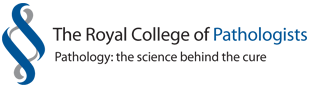 The Royal College of Pathologists
Pathology: the science behind the cure